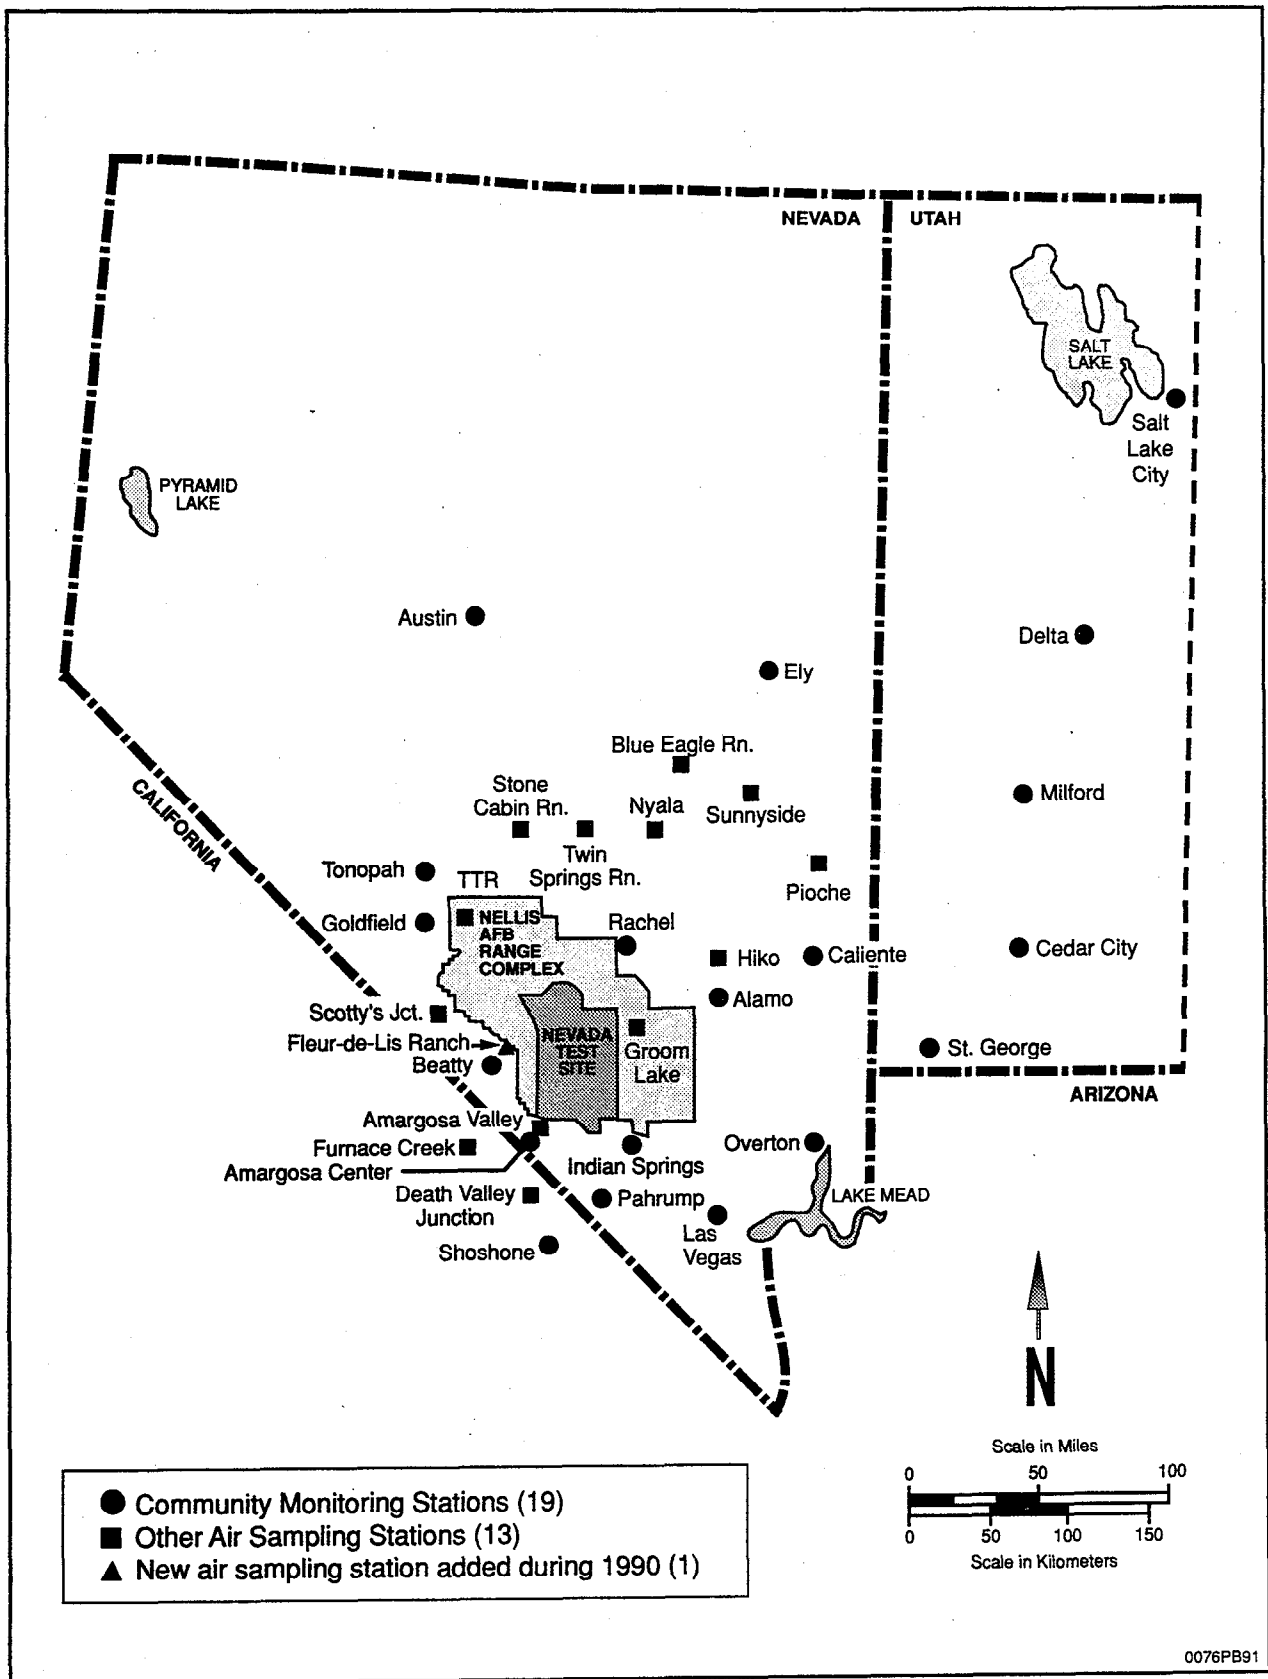 NEVADA
UTAH
SALT
LAKE
Salt
Lake
City
PYRAMID
LAKE
Austin
Delta
Ely
Blue Eagle Rn.
Stone
Cabin Rn.
Nyala
Sunnyside
Milford
CALIFORNIA
Twin
Springs Rn.
Tonopah
TTR
Pioche
Goldfield
NELLIS
AFB
RANGE
COMPLEX
Rachel
Hiko
Caliente
Cedar City
Alamo
Scotty's Jct.
Fleur-de-Lis Ranch
Beatty
NEVADA
TEST
SITE
Groom
Lake
St. George
ARIZONA
Amargosa Valley
Furnace Creek
Amargosa Center
Indian Springs
Overton
Death Valley
Junction
Pahrump
LAKE MEAD
Las
Vegas
Shoshone
N
Scale in Miles
0 50 100
0 50 100 150
Scale in Kilometers
Community Monitoring Stations (19)
Other Air Sampling Stations (13)
New air sampling station added during 1990 (1)
0076PB91